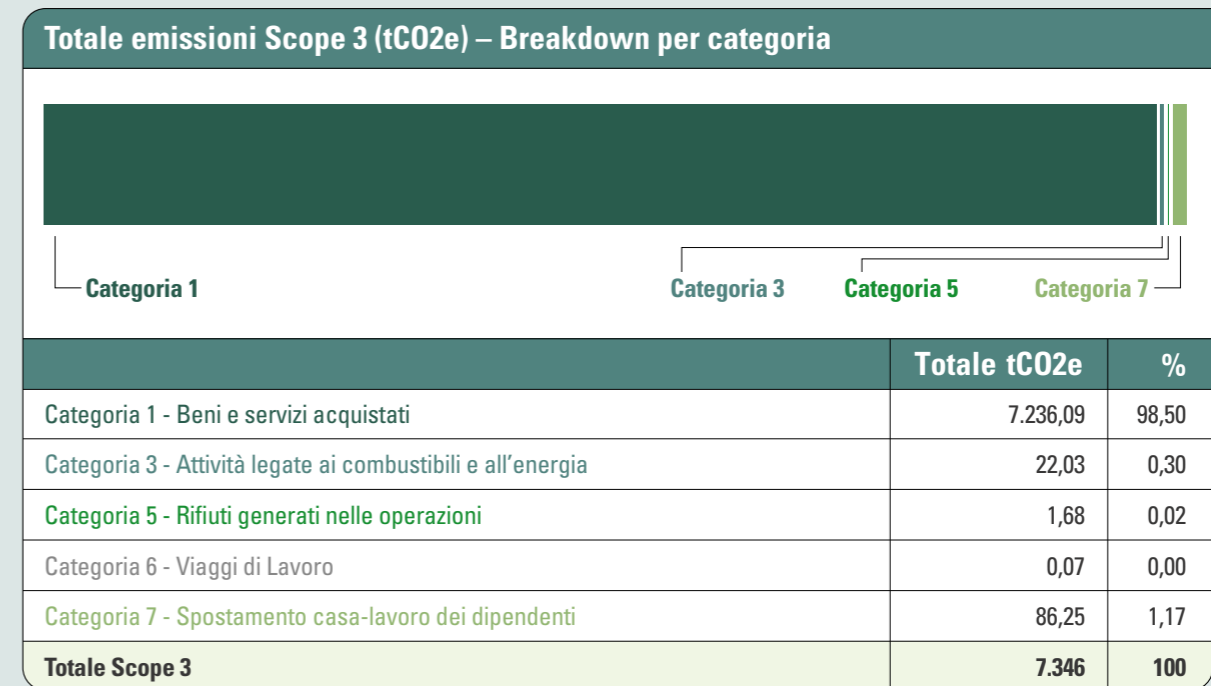 Totale emissioni Scope 3 (tCO2e) – Breakdown per categoria
Categoria 1 Categoria 3 Categoria 5 Categoria 7
Totale tCO2e %
Categoria 1 - Beni e servizi acquistati 7.236,09 98,50
Categoria 3 - Attività legate ai combustibili e all’energia 22,03 0,30
Categoria 5 - Rifiuti generati nelle operazioni 1,68 0,02
Categoria 6 - Viaggi di Lavoro 0,07 0,00
Categoria 7 - Spostamento casa-lavoro dei dipendenti 86,25 1,17
Totale Scope 3 7.346 100